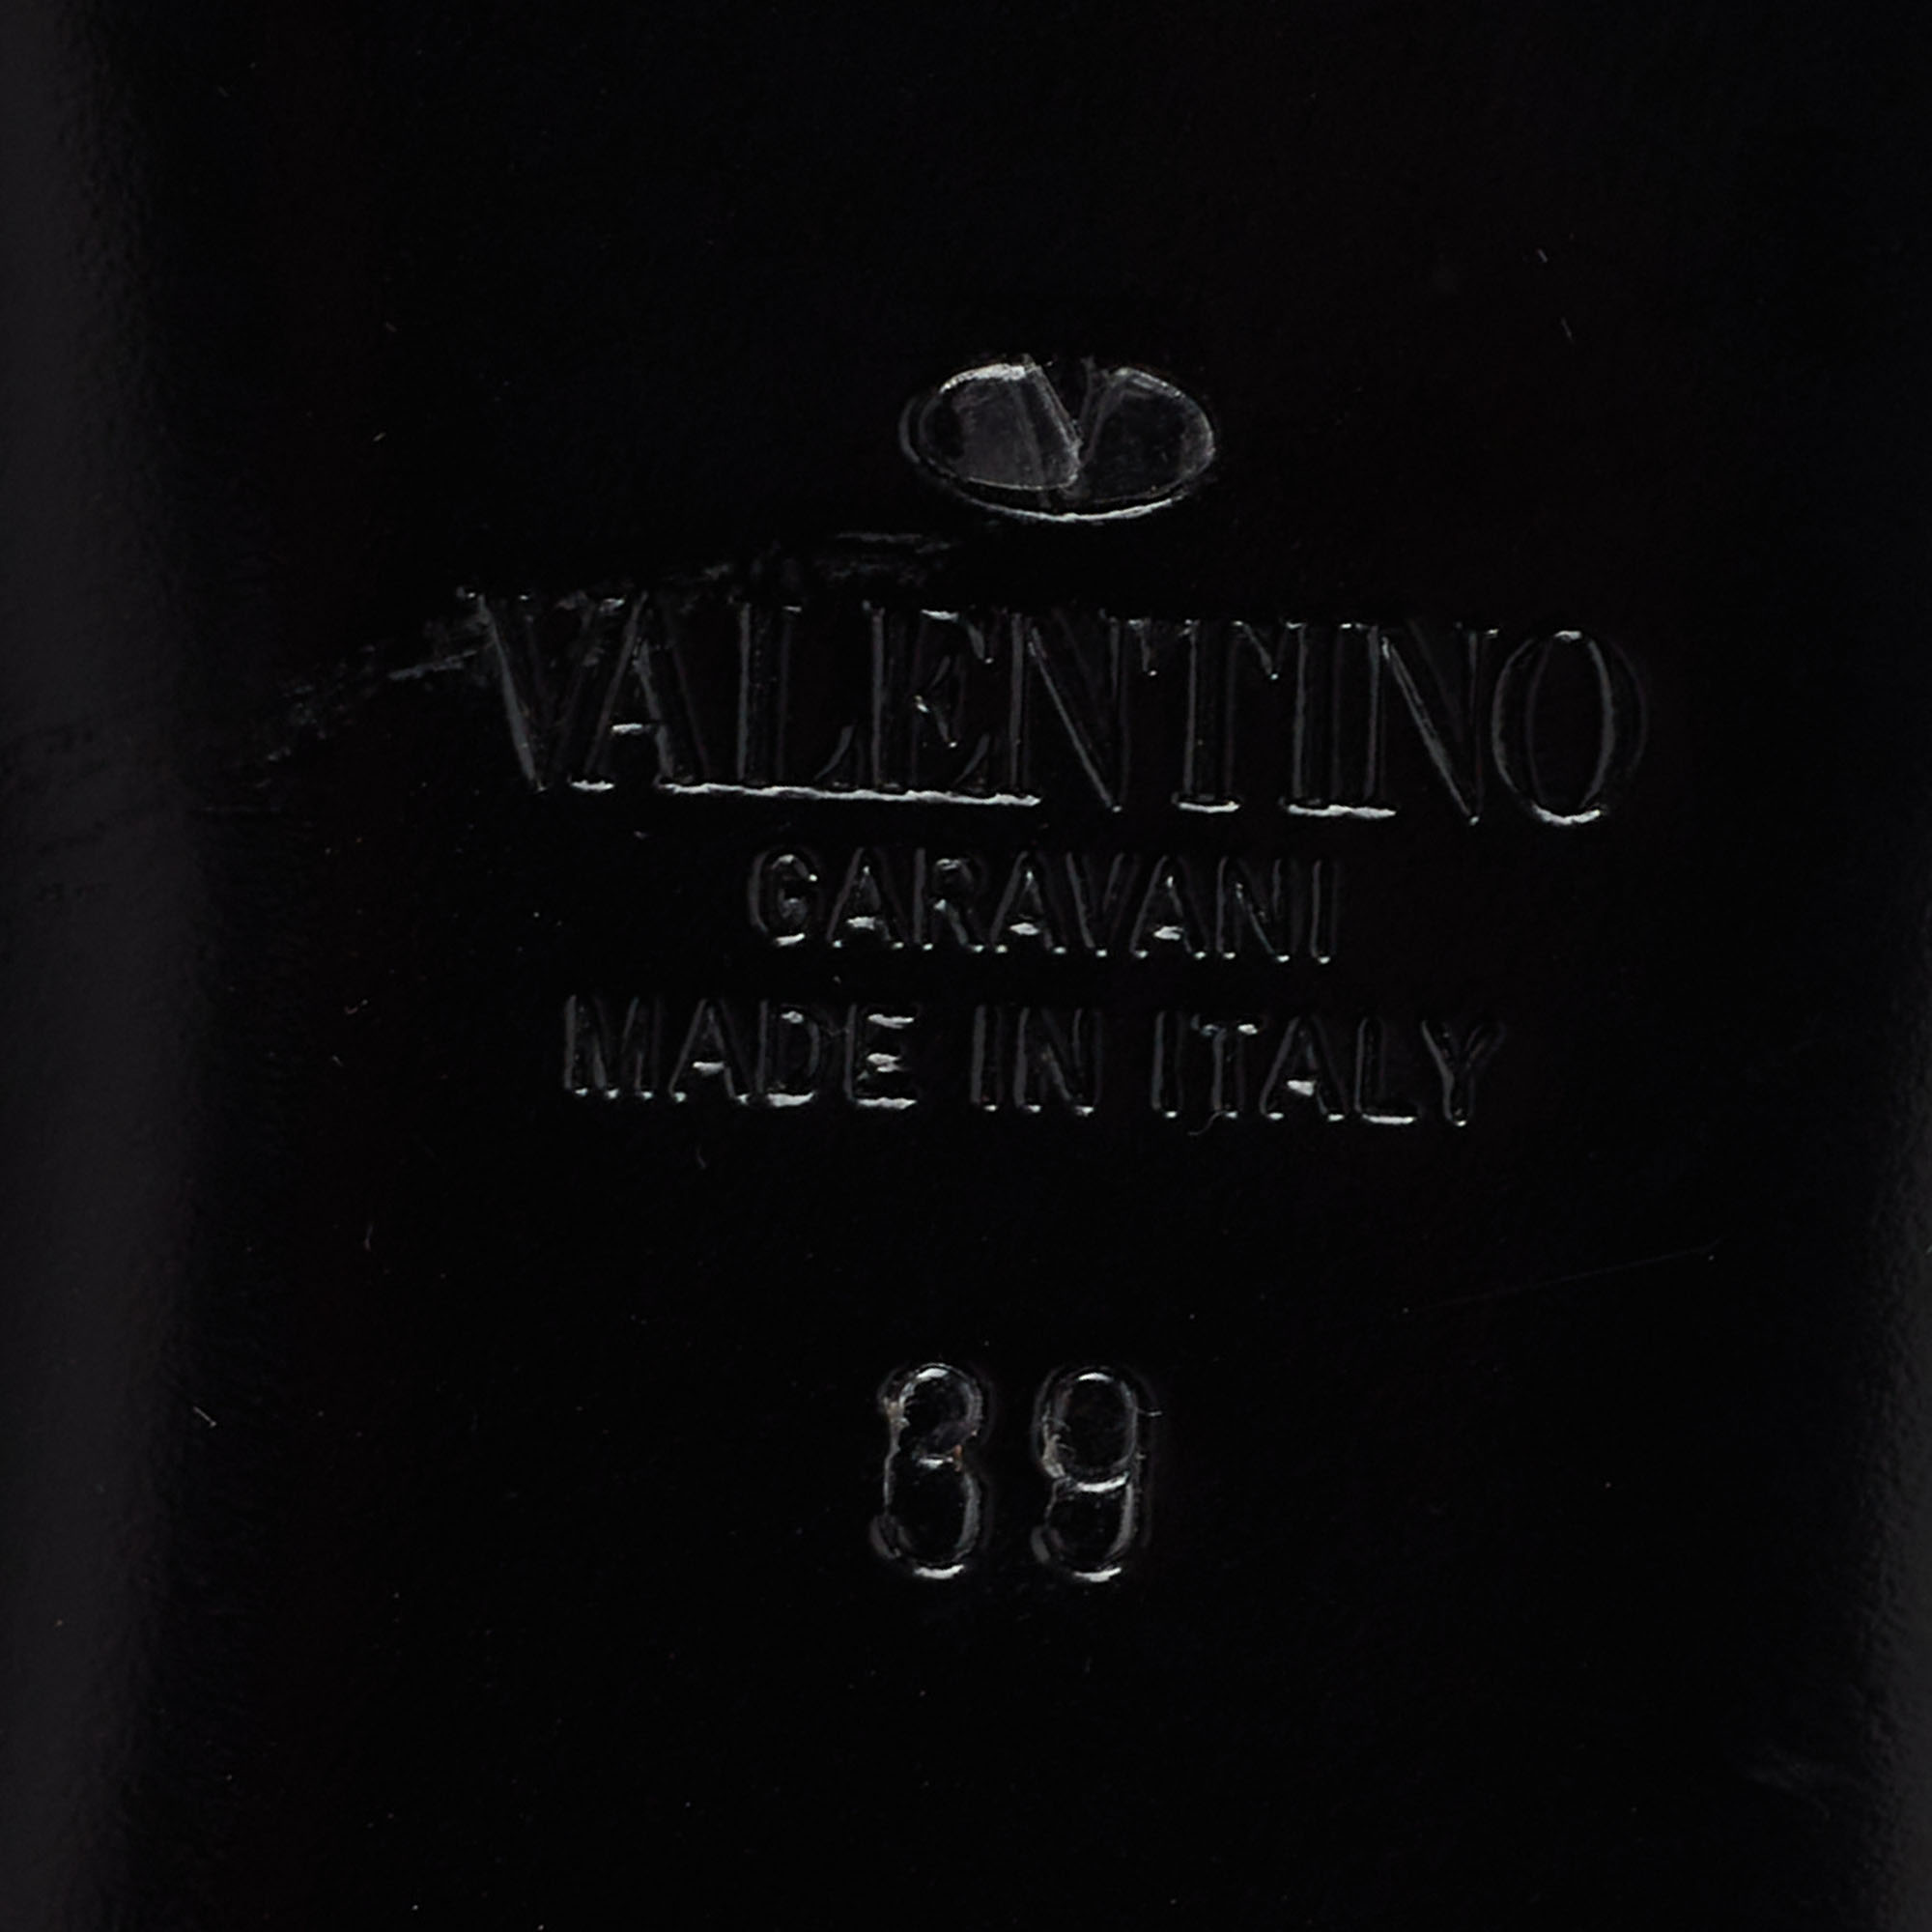 VALENTINO
GARAVANI
MADE IN ITALY
39